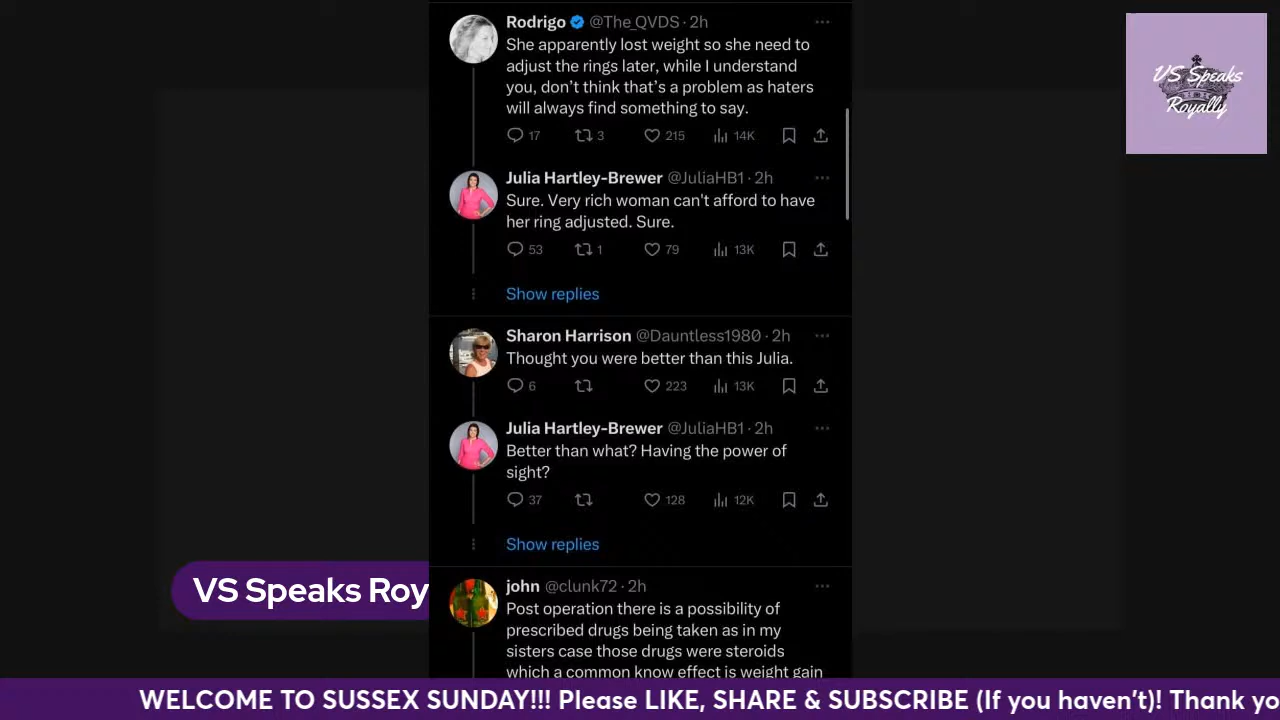 Rodrigo @The_QVDS · 2h
She apparently lost weight so she need to
adjust the rings later, while I understand
you, don't think that's a problem as haters
will always find something to say.
17 3 215 14K
Julia Hartley-Brewer @JuliaHB1 · 2h
Sure. Very rich woman can't afford to have
her ring adjusted. Sure.
53 1 79 13K
Show replies
Sharon Harrison @Dauntless1980 · 2h
Thought you were better than this Julia.
6 223 13K
Julia Hartley-Brewer @JuliaHB1 · 2h
Better than what? Having the power of
sight?
37 128 12K
Show replies
john @clunk72 · 2h
Post operation there is a possibility of
prescribed drugs being taken as in my
sisters case those drugs were steroids
which a common know effect is weight gain
VS Speaks
Royally
VS Speaks Roy
WELCOME TO SUSSEX SUNDAY!!! Please LIKE, SHARE & SUBSCRIBE (If you haven't)! Thank yo